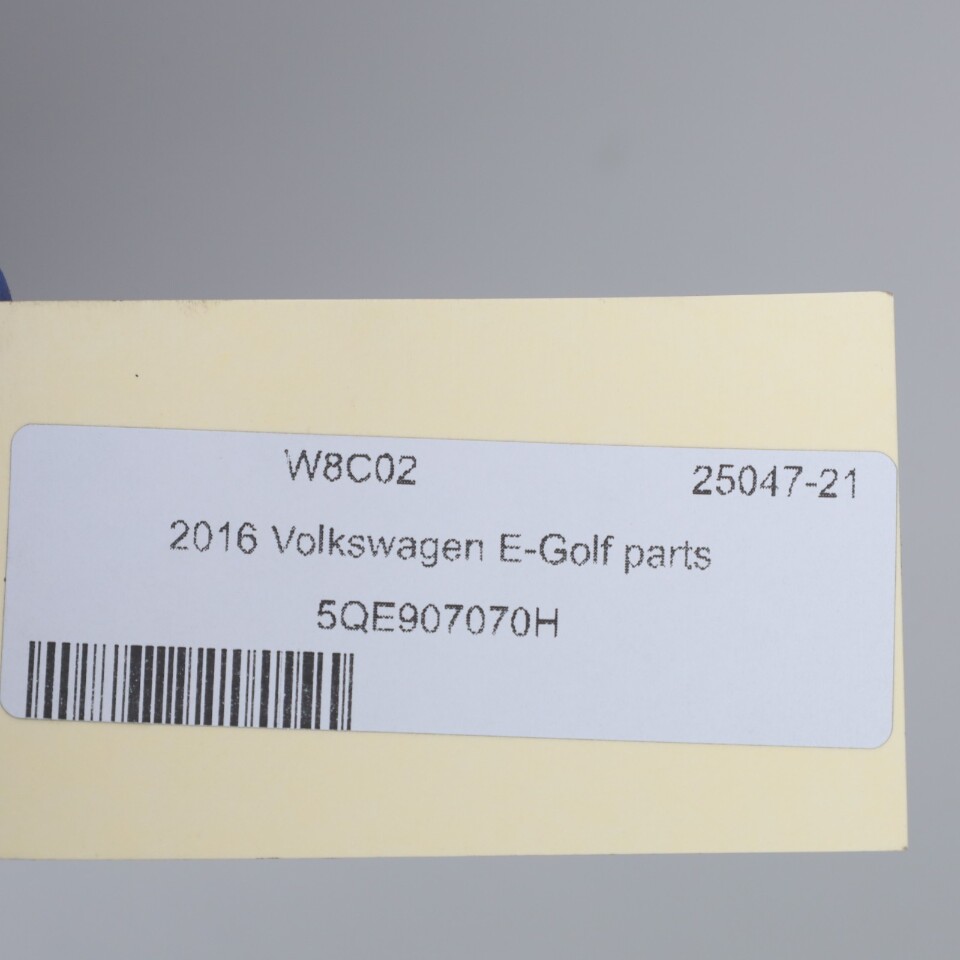 W8C02 25047-21
2016 Volkswagen E-Golf parts
5QE907070H